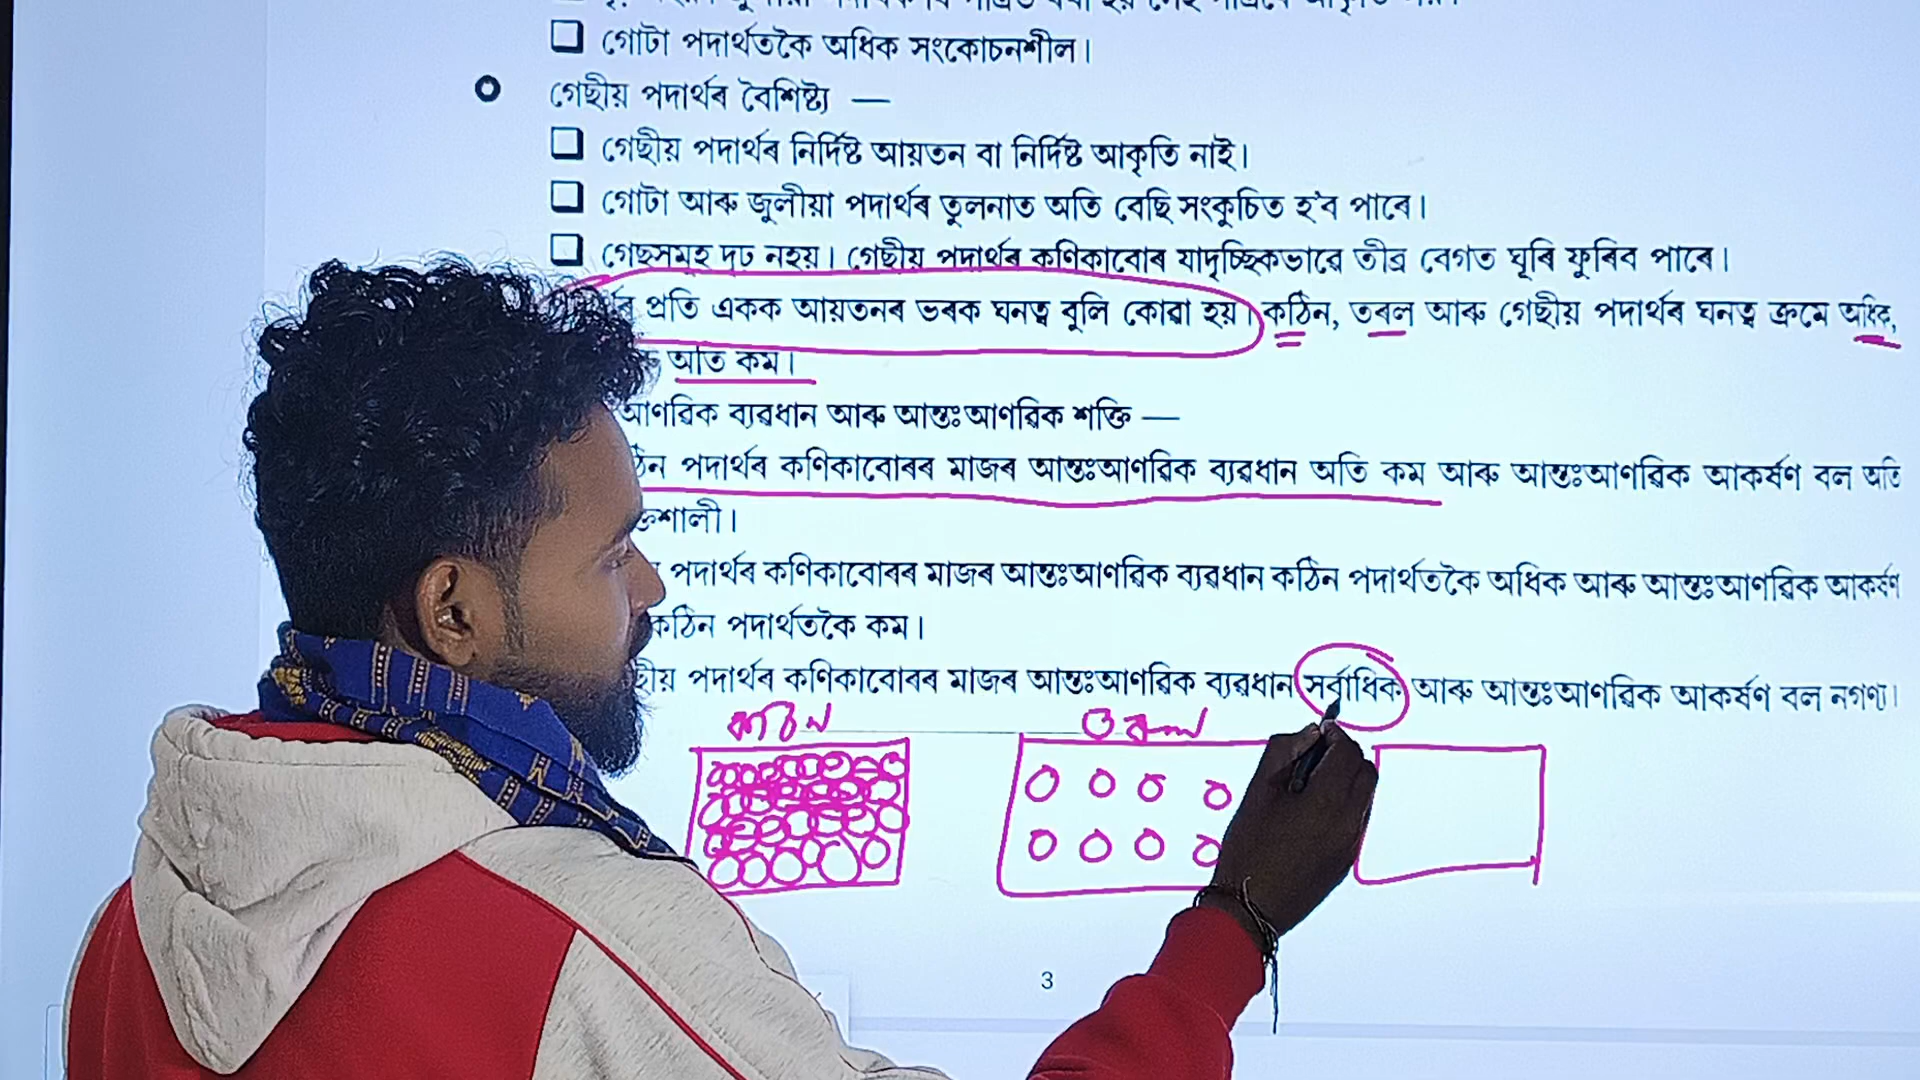 গোটা পদাৰ্থতকৈ অধিক সংকোচনশীল।
গেছীয় পদাৰ্থৰ বৈশিষ্ট্য —
গেছীয় পদাৰ্থৰ নিৰ্দিষ্ট আয়তন বা নিৰ্দিষ্ট আকৃতি নাই।
গোটা আৰু জুলীয়া পদাৰ্থৰ তুলনাত অতি বেছি সংকুচিত হ'ব পাৰে।
গেছসমূহ দৃঢ় নহয়। গেছীয় পদাৰ্থৰ কণিকাবোৰ যাদৃচ্ছিকভাৱে তীব্ৰ বেগত ঘূৰি ফুৰিব পাৰে।
প্ৰতি একক আয়তনৰ ভৰক ঘনত্ব বুলি কোৱা হয়। কঠিন, তৰল আৰু গেছীয় পদাৰ্থৰ ঘনত্ব ক্ৰমে অধিক,
অতি কম।
আণৱিক ব্যৱধান আৰু আন্তঃআণৱিক শক্তি —
পদাৰ্থৰ কণিকাবোৰৰ মাজৰ আন্তঃআণৱিক ব্যৱধান অতি কম আৰু আন্তঃআণৱিক আকৰ্ষণ বল অতি
শালী।
পদাৰ্থৰ কণিকাবোৰৰ মাজৰ আন্তঃআণৱিক ব্যৱধান কঠিন পদাৰ্থতকৈ অধিক আৰু আন্তঃআণৱিক আকৰ্ষণ
কঠিন পদাৰ্থতকৈ কম।
পদাৰ্থৰ কণিকাবোৰৰ মাজৰ আন্তঃআণৱিক ব্যৱধান সৰ্বাধিক আৰু আন্তঃআণৱিক আকৰ্ষণ বল নগণ্য।
কঠিন তৰল
3